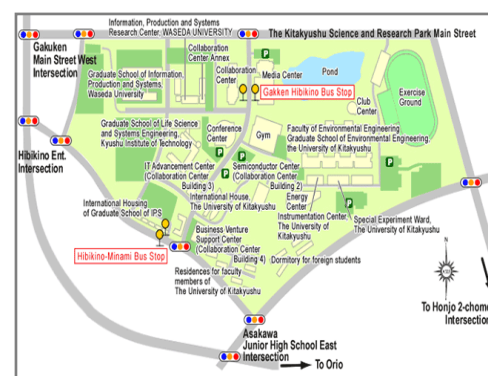 Information, Production and Systems
Research Center, WASEDA UNIVERSITY
The Kitakyushu Science and Research Park Main Street
Gakuken
Main Street West
Intersection
Collaboration
Center Annex
Collaboration
Center
Media Center
Pond
P
Gakken Hibikino Bus Stop
Graduate School of Information,
Production and Systems,
Waseda University
Club
Center
Exercise
Ground
Graduate School of Life Science
and Systems Engineering,
Kyushu Institute of Technology
Conference
Center
Gym
Faculty of Environmental Engineering
Graduate School of Environmental Engineering,
the University of Kitakyushu
P
Hibikino Ent.
Intersection
IT Advancement Center
(Collaboration Center
Building 3)
P
P
Semiconductor Center
(Collaboration Center
Building 2)
P
International House,
The University of Kitakyushu
Energy
Center
International Housing
of Graduate School of IPS
Instrumentation Center,
The University of
Kitakyushu
P
Special Experiment Ward,
The University of
Kitakyushu
Hibikino-Minami Bus Stop
Business Venture
Support Center
(Collaboration Center
Building 4)
Dormitory for foreign students
Residences for faculty
members of
The University of Kitakyushu
To Honjo 2-chome
Intersection
Asakawa
Junior High School East
Intersection
To Orio